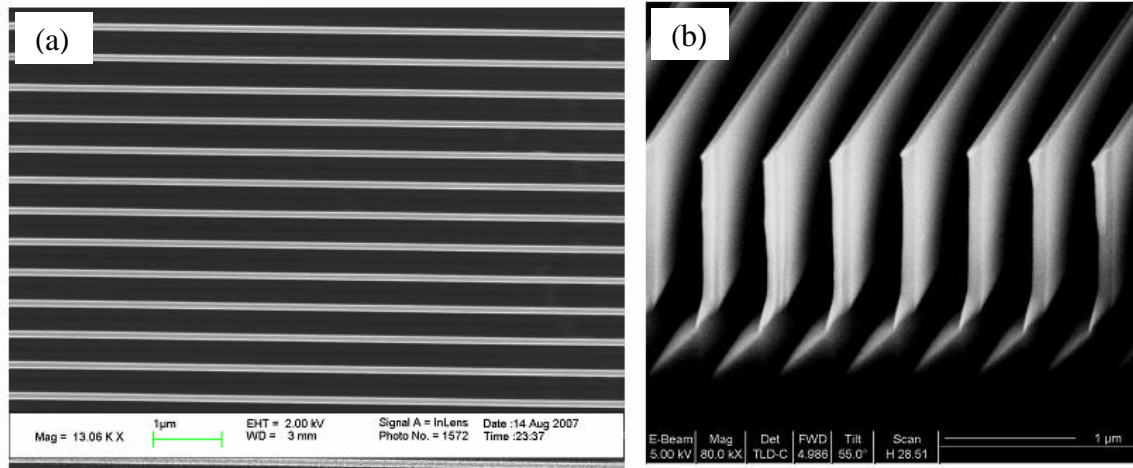 (a)
1µm
Mag = 13.06 K X
EHT = 2.00 kV
WD = 3 mm
Signal A = InLens
Photo No. = 1572
Date :14 Aug 2007
Time :23:37
(b)
E-Beam Mag Det FWD Tilt Scan
5.00 kV 80.0 kX TLD-C 4.986 55.0° H 28.51
1 µm